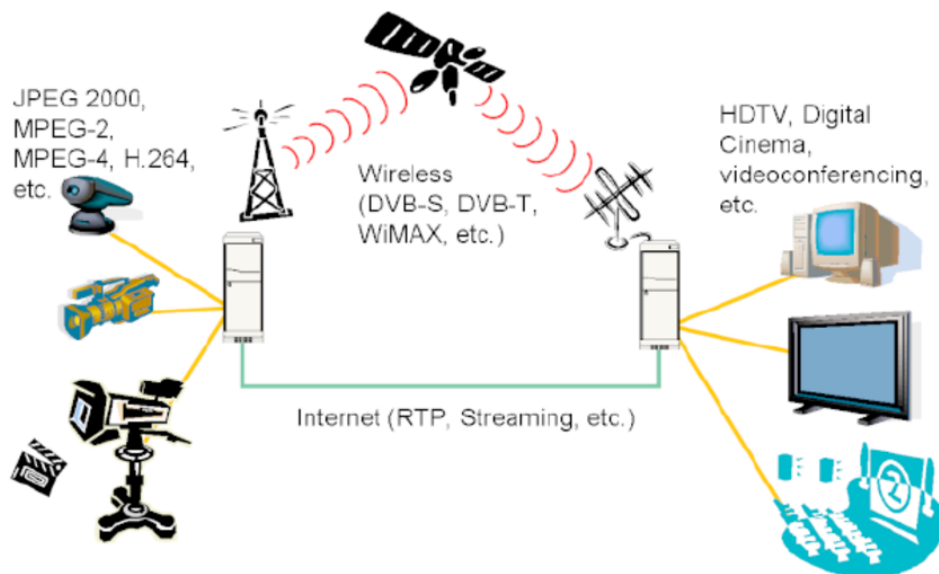 JPEG 2000,
MPEG-2,
MPEG-4, H.264,
etc.
Wireless
(DVB-S, DVB-T,
WiMAX, etc.)
HDTV, Digital
Cinema,
videoconferencing,
etc.
Internet (RTP, Streaming, etc.)
2